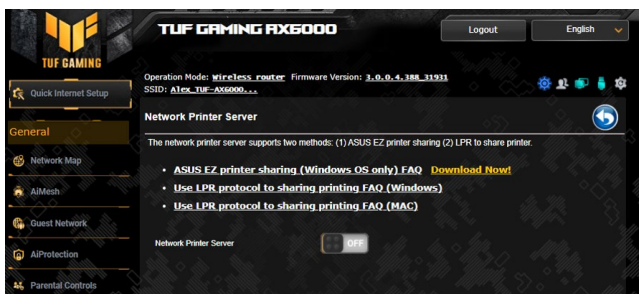 TUF GAMING AX6000
Logout
English
TUF GAMING
Operation Mode: Wireless router Firmware Version: 3.0.0.4.388_31931
SSID: Alex_TUF-AX6000...
Quick Internet Setup
General
Network Map
AiMesh
Guest Network
AiProtection
Parental Controls
Network Printer Server
The network printer server supports two methods: (1) ASUS EZ printer sharing (2) LPR to share printer.
ASUS EZ printer sharing (Windows OS only) FAQ Download Now!
Use LPR protocol to sharing printing FAQ (Windows)
Use LPR protocol to sharing printing FAQ (MAC)
Network Printer Server OFF